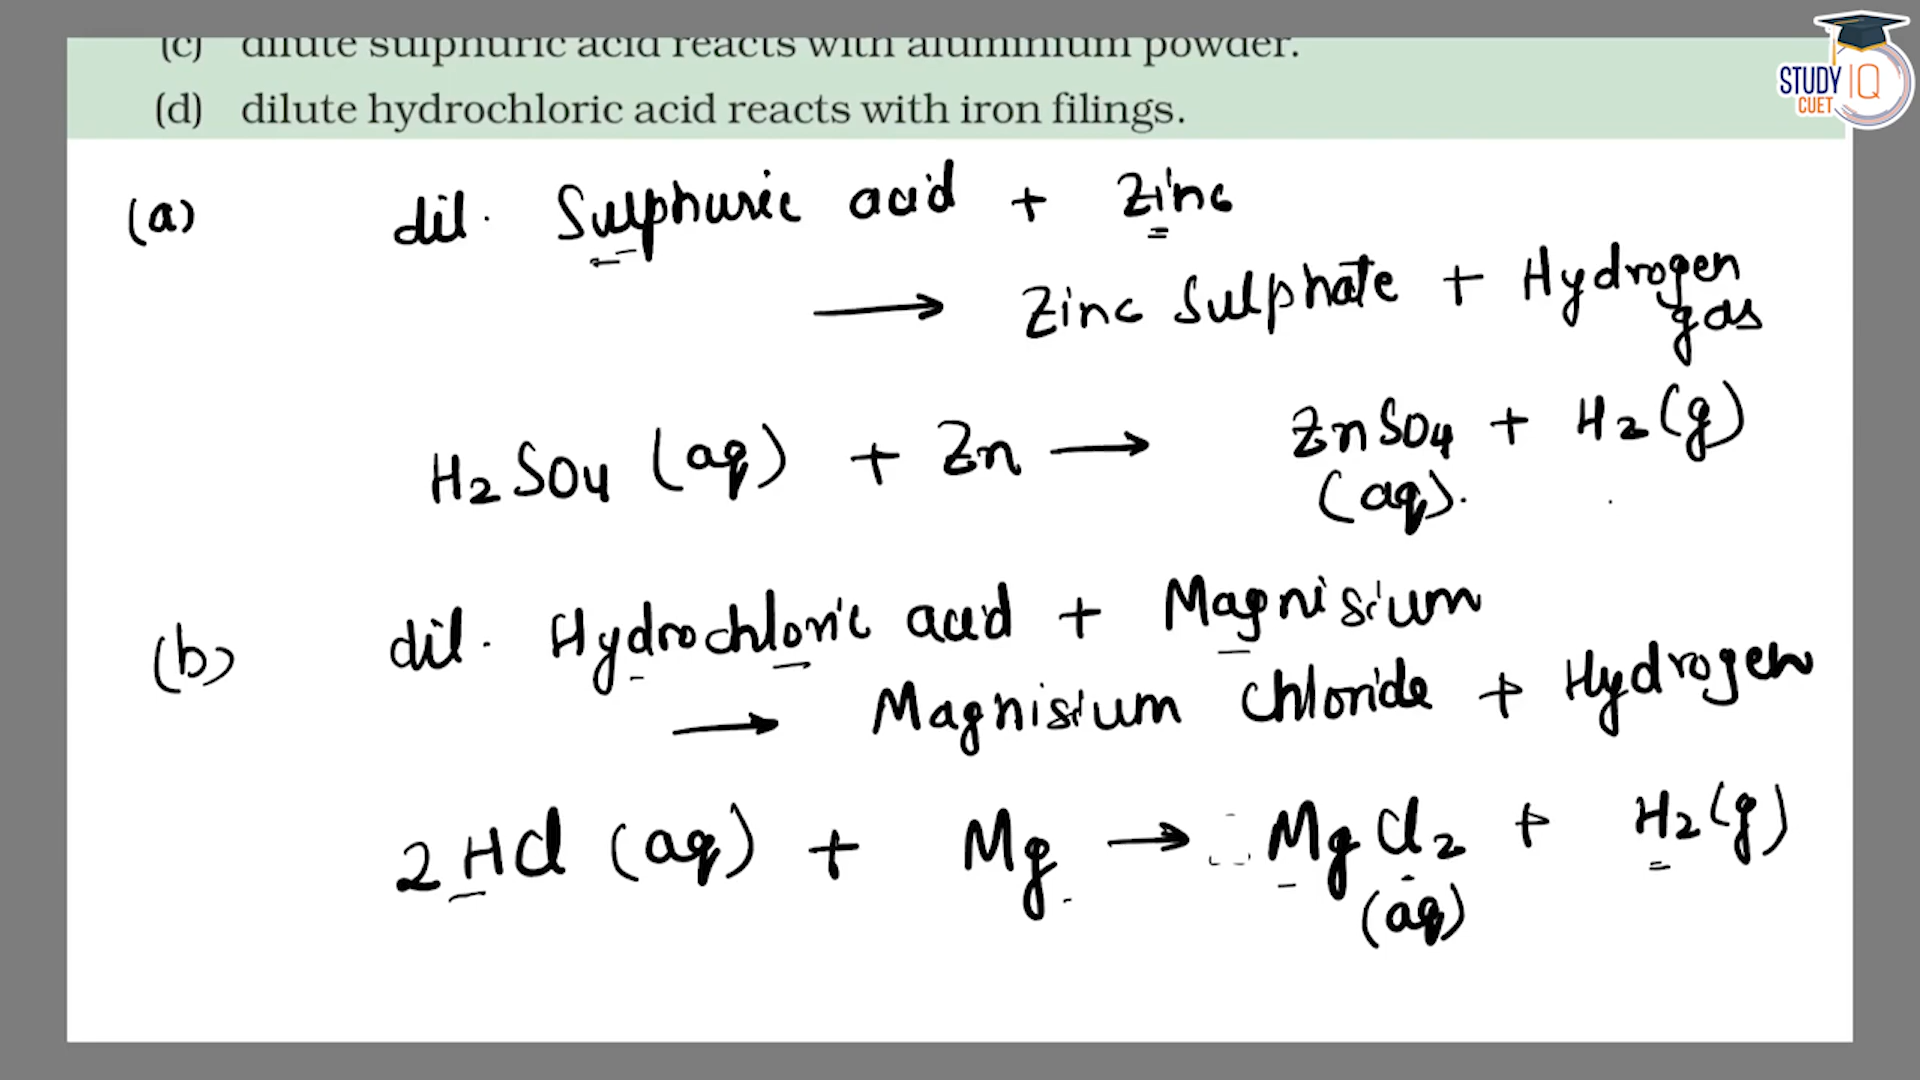 (c) dilute sulphuric acid reacts with aluminium powder.
(d) dilute hydrochloric acid reacts with iron filings.
STUDY IQ
CUET
(a) dil. Sulphuric acid + Zinc
→ Zinc Sulphate + Hydrogen gas
H2SO4 (aq) + Zn → ZnSO4 (aq). + H2(g)
(b) dil. Hydrochloric acid + Magnisium
→ Magnisium Chloride + Hydrogen
2HCl (aq) + Mg → MgCl2 (aq) + H2(g)